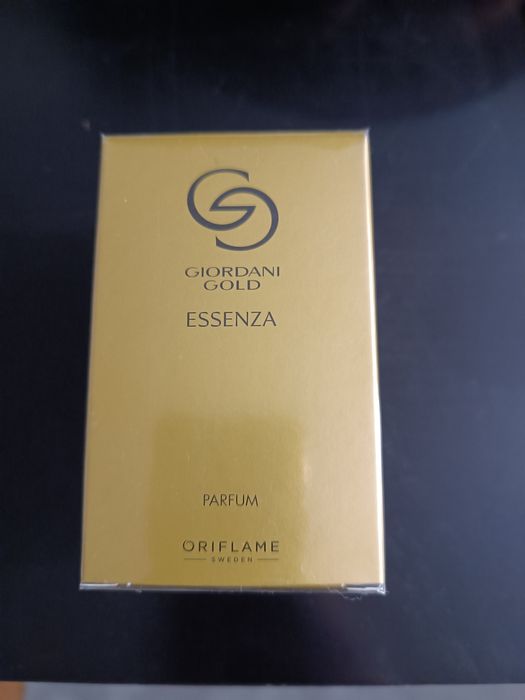 GIORDANI
GOLD
ESSENZA
PARFUM
ORIFLAME
SWEDEN